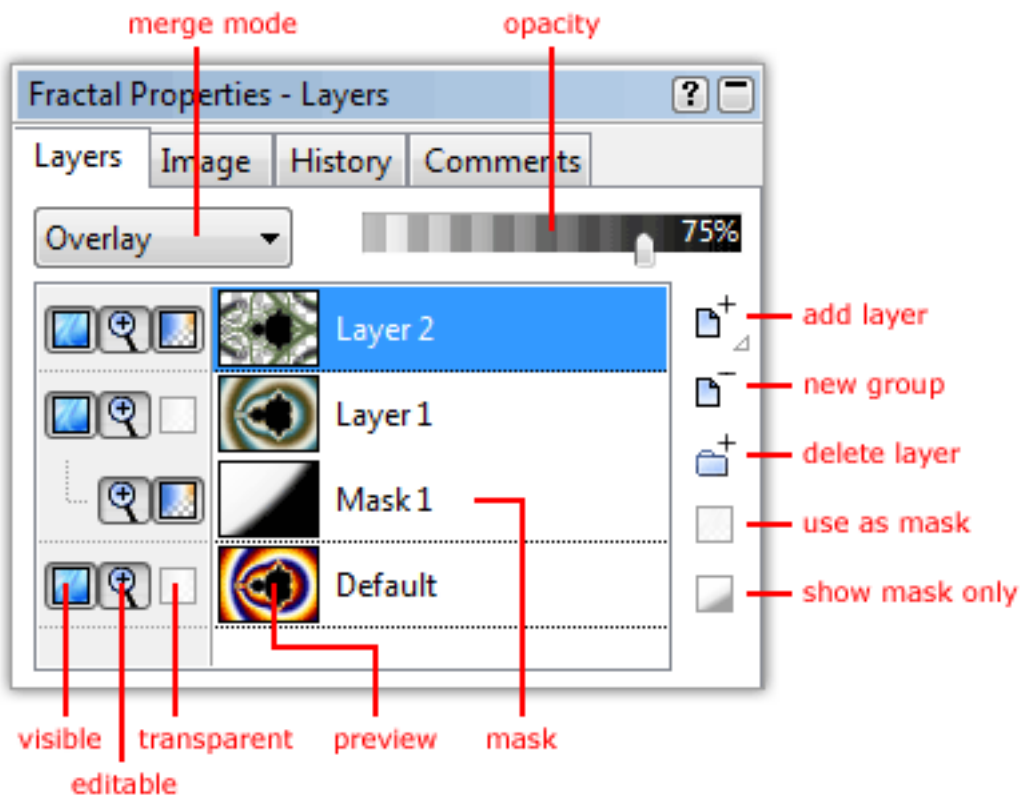 merge mode
opacity
Fractal Properties - Layers
?
Layers
Image
History
Comments
Overlay
75%
Layer 2
add layer
new group
Layer 1
delete layer
Mask 1
use as mask
Default
show mask only
visible
transparent
preview
mask
editable